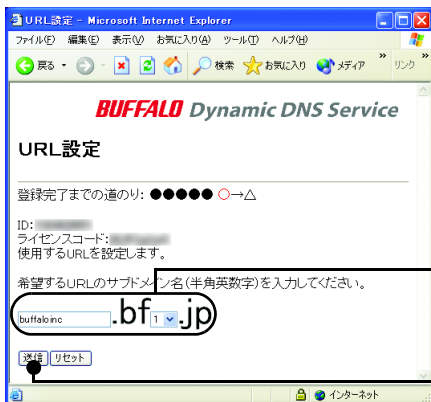 URL設定 - Microsoft Internet Explorer
ファイル(F) 編集(E) 表示(V) お気に入り(A) ツール(T) ヘルプ(H)
戻る 検索 お気に入り メディア » リンク »
BUFFALO Dynamic DNS Service
URL設定
登録完了までの道のり: ●●●●● ○→△
ID:
ライセンスコード:
使用するURLを設定します。
希望するURLのサブドメイン名(半角英数字)を入力してください。
buffaloinc .bf 1 .jp
送信 リセット
インターネット